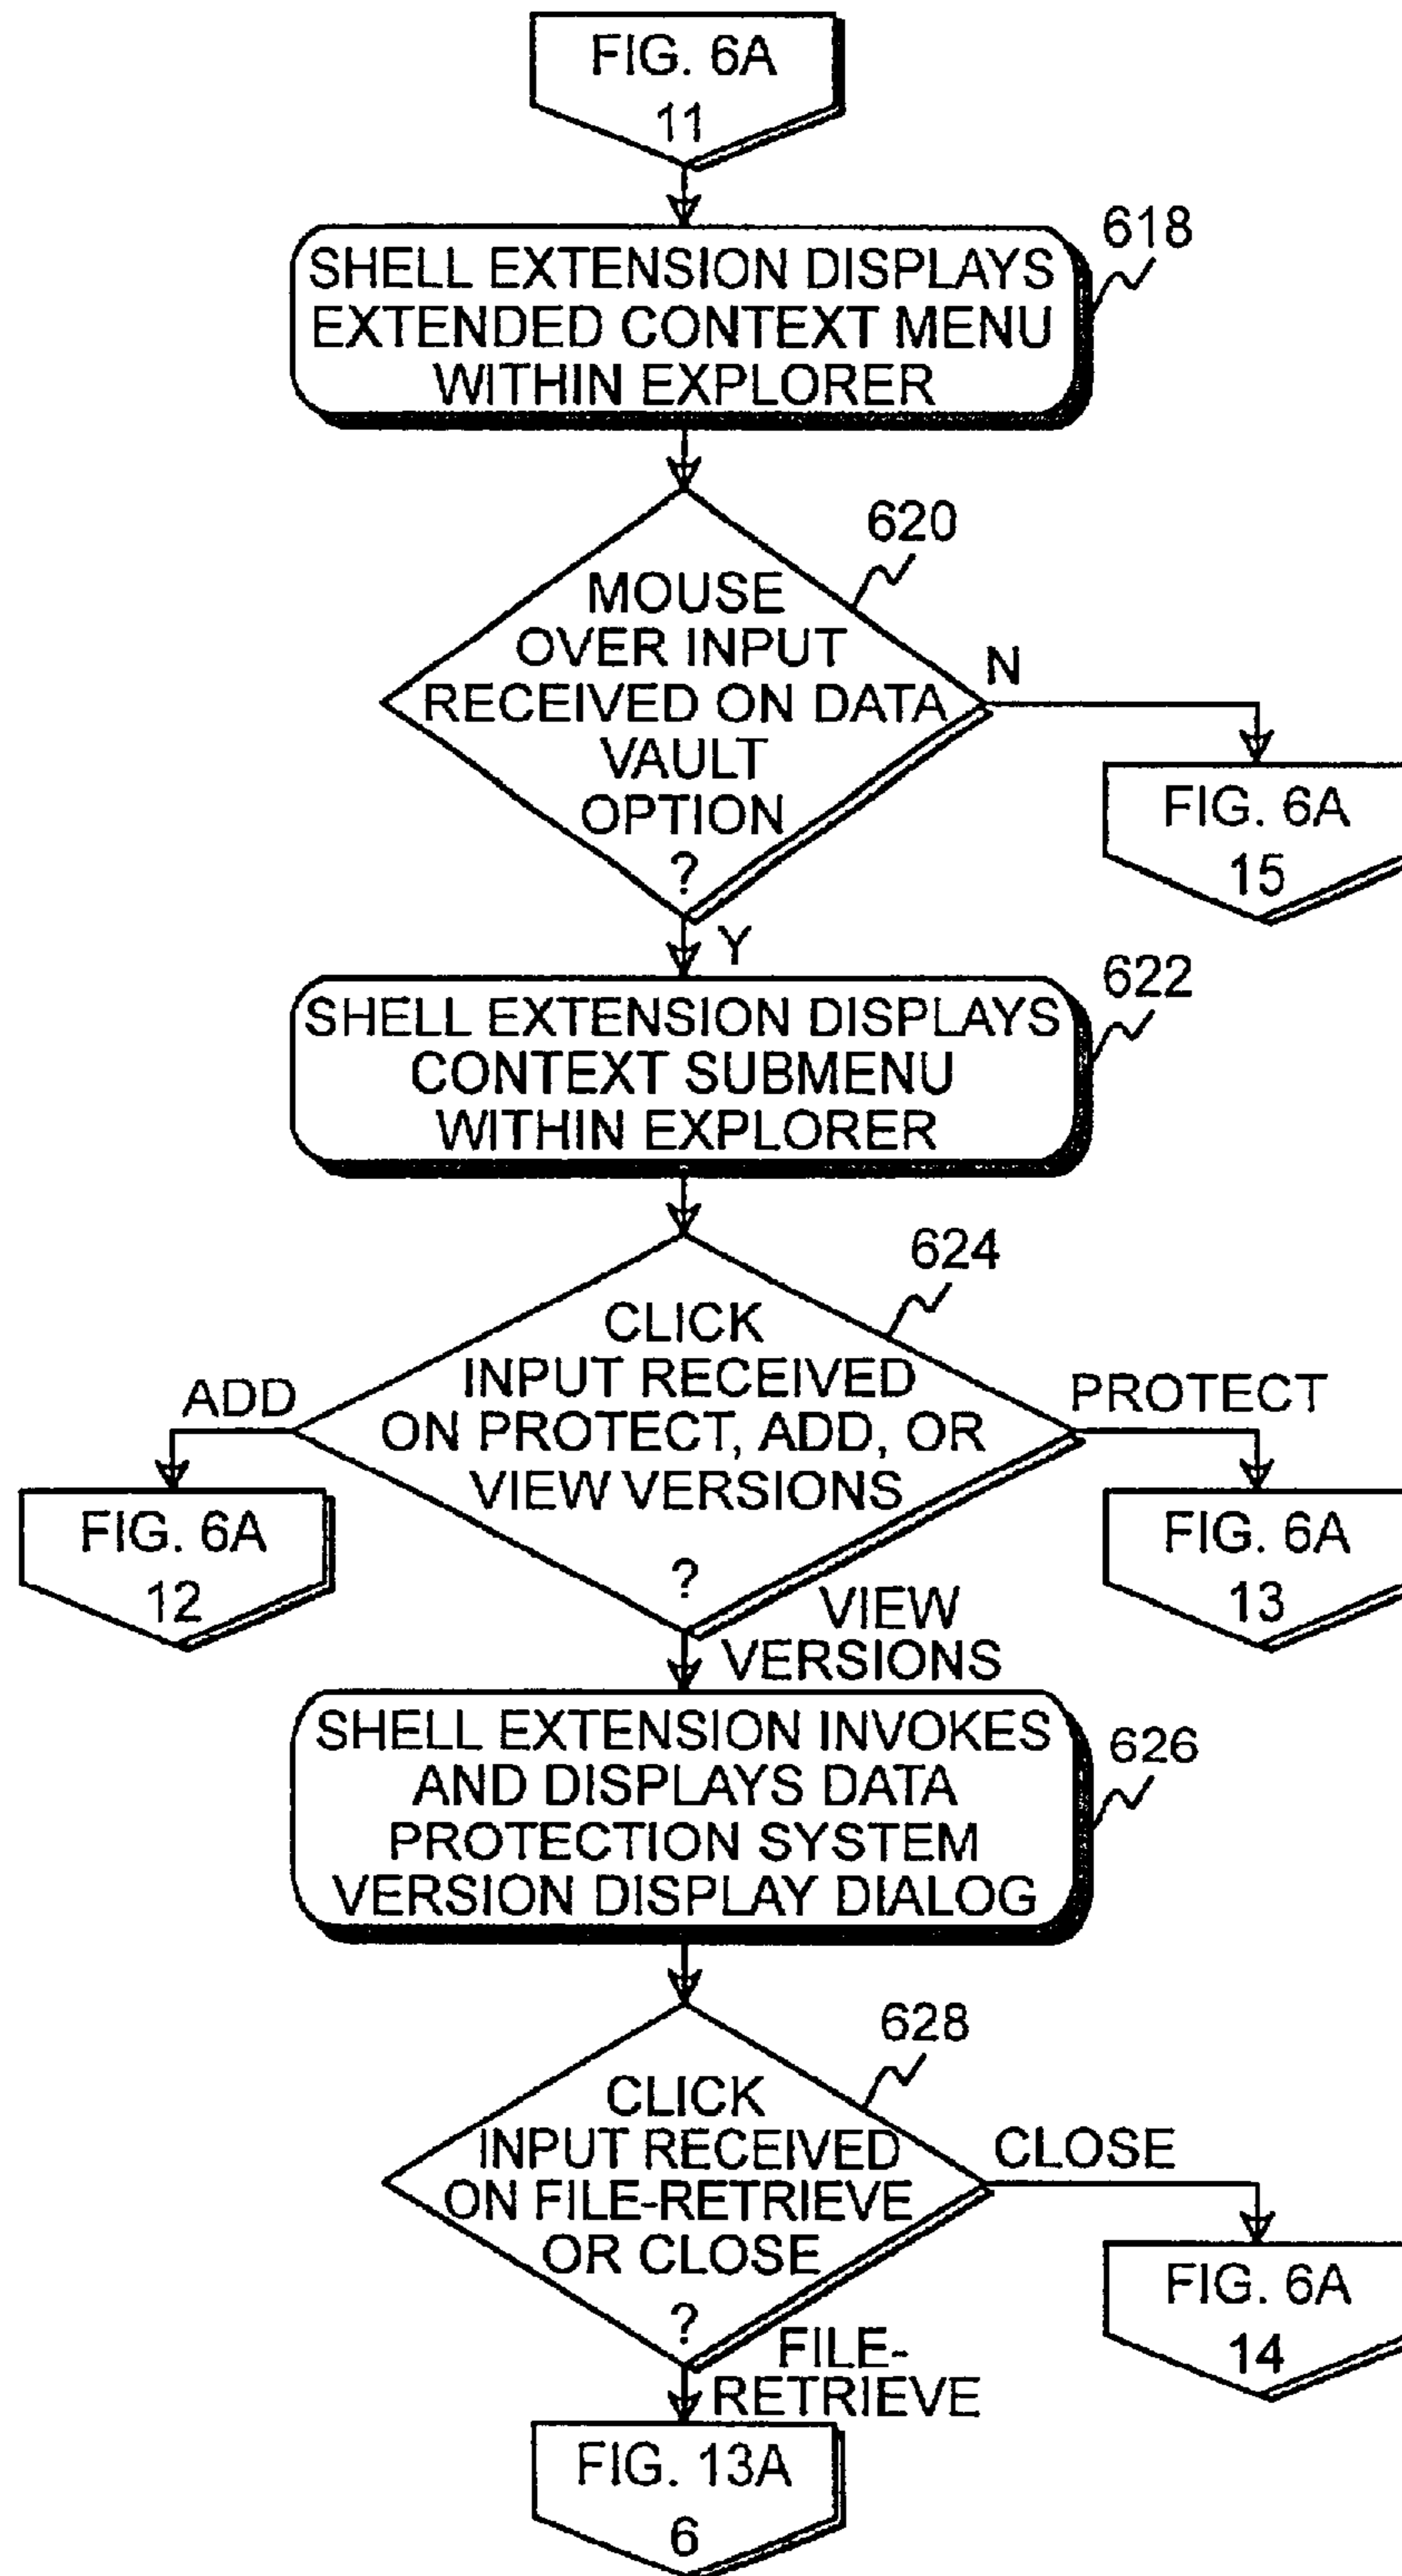 FIG. 6A
11
618
SHELL EXTENSION DISPLAYS
EXTENDED CONTEXT MENU
WITHIN EXPLORER
620
MOUSE
OVER INPUT
RECEIVED ON DATA
VAULT
OPTION
?
N
FIG. 6A
15
Y
622
SHELL EXTENSION DISPLAYS
CONTEXT SUBMENU
WITHIN EXPLORER
624
CLICK
INPUT RECEIVED
ON PROTECT, ADD, OR
VIEW VERSIONS
?
ADD
FIG. 6A
12
PROTECT
FIG. 6A
13
VIEW
VERSIONS
SHELL EXTENSION INVOKES
AND DISPLAYS DATA
PROTECTION SYSTEM
VERSION DISPLAY DIALOG
626
628
CLICK
INPUT RECEIVED
ON FILE-RETRIEVE
OR CLOSE
?
CLOSE
FIG. 6A
14
FILE-
RETRIEVE
FIG. 13A
6